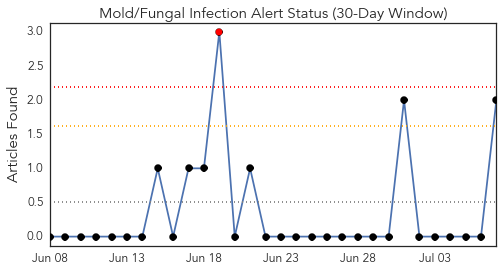 Mold/Fungal Infection Alert Status (30-Day Window)
Articles Found
3.0
2.5
2.0
1.5
1.0
0.5
0.0
Jun 08 Jun 13 Jun 18 Jun 23 Jun 28 Jul 03